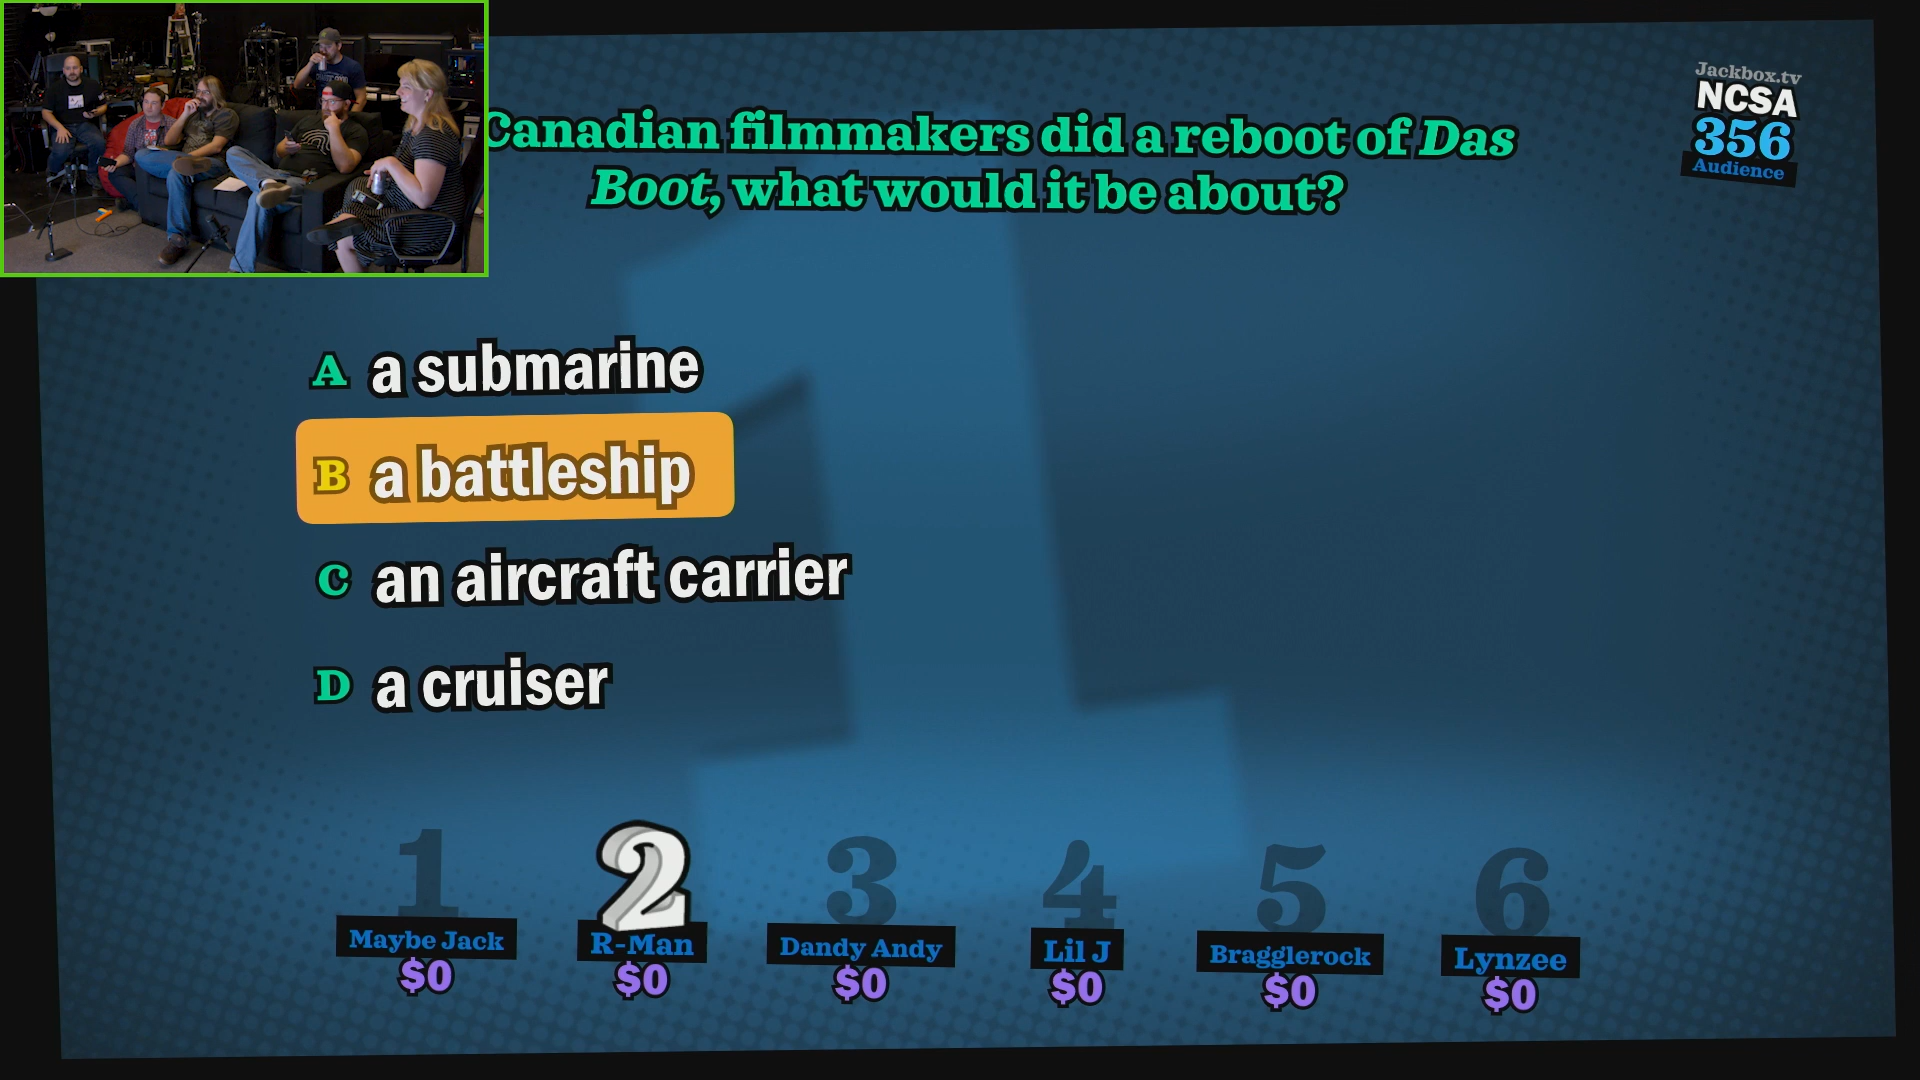 Canadian filmmakers did a reboot of Das
Boot, what would it be about?
Jackbox.tv
NCSA
356
Audience
A a submarine
B a battleship
C an aircraft carrier
D a cruiser
1 2 3 4 5 6
Maybe Jack R-Man Dandy Andy Lil J Bragglerock Lynzee
$0 $0 $0 $0 $0 $0